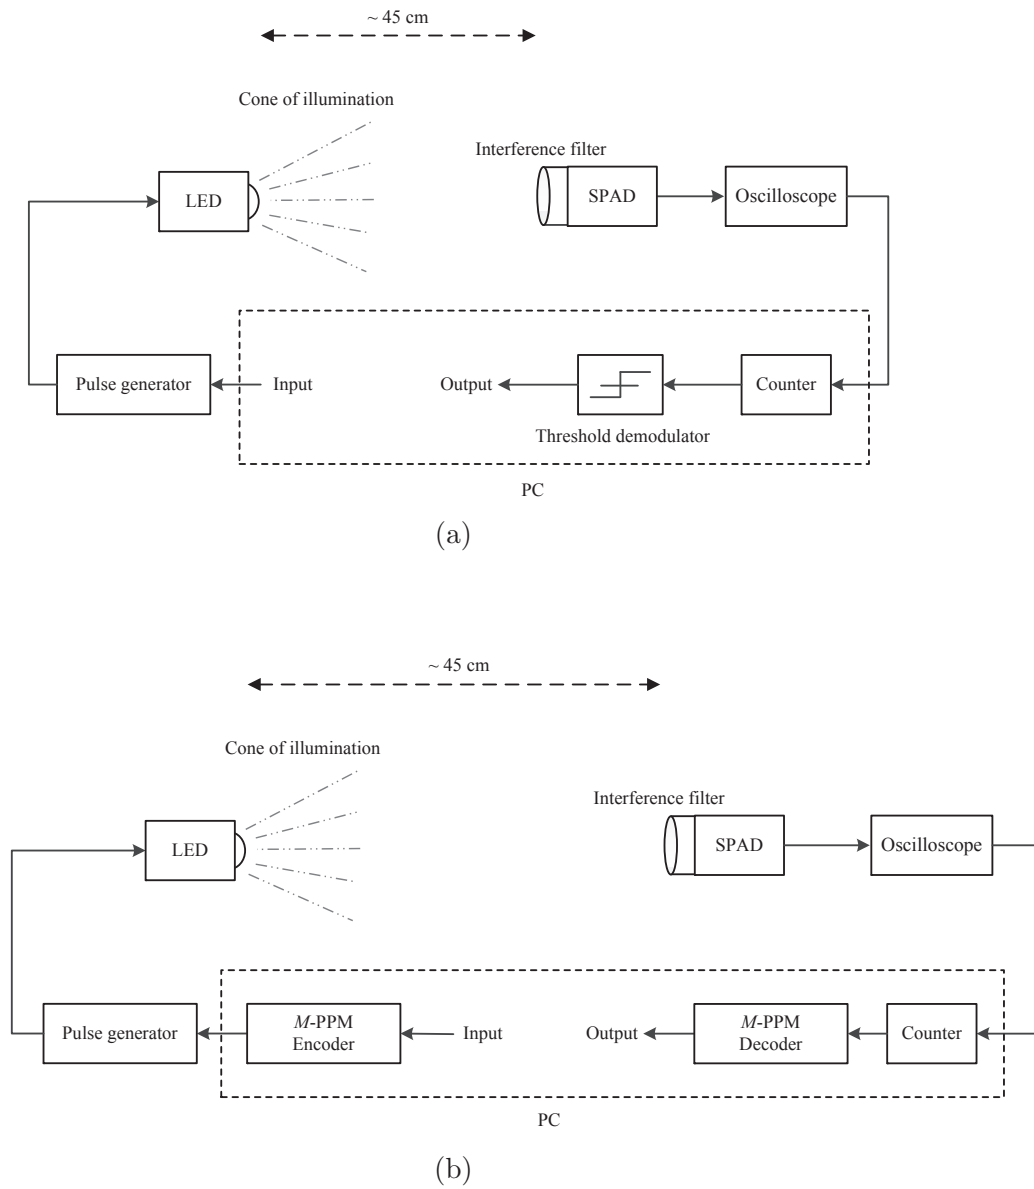 ~ 45 cm
Cone of illumination
Interference filter
LED
SPAD
Oscilloscope
Pulse generator
Input
Output
Counter
Threshold demodulator
PC
(a)
~ 45 cm
Cone of illumination
Interference filter
LED
SPAD
Oscilloscope
Pulse generator
M-PPM
Encoder
Input
Output
M-PPM
Decoder
Counter
PC
(b)